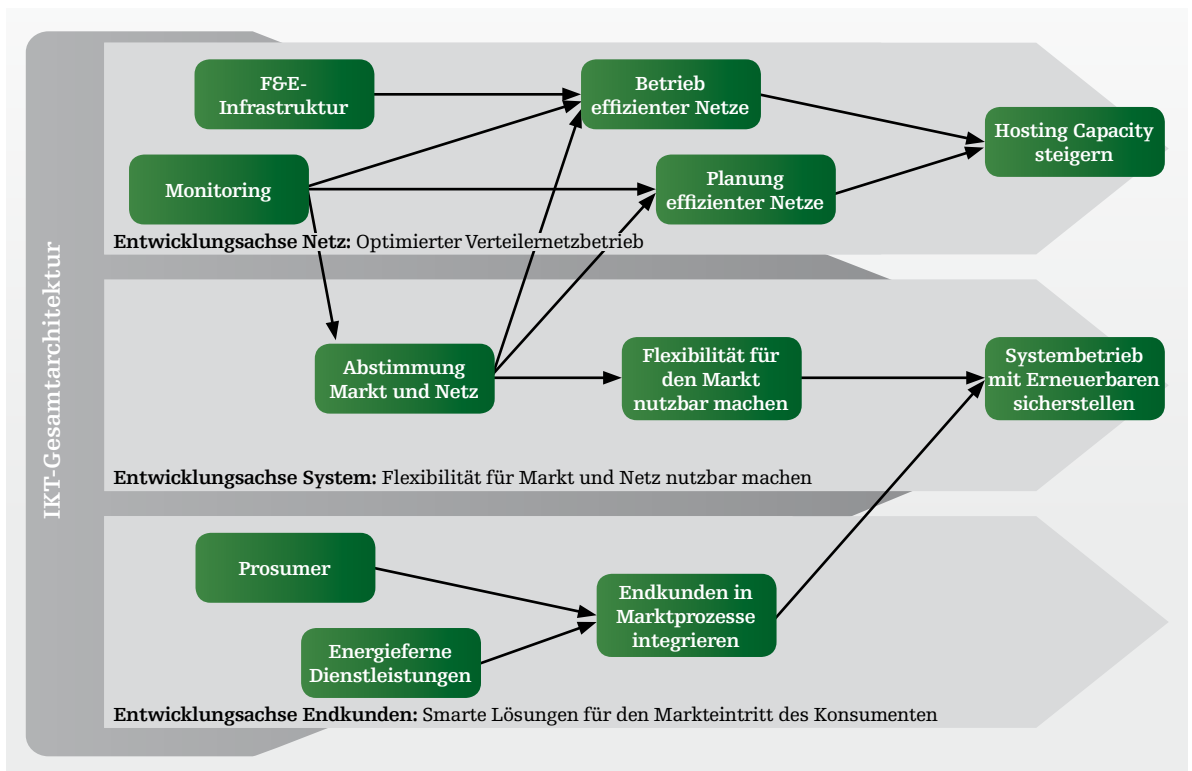 IKT-Gesamtarchitektur
F&E-
Infrastruktur
Betrieb
effizienter Netze
Hosting Capacity
steigern
Monitoring
Planung
effizienter Netze
Entwicklungsachse Netz: Optimierter Verteilernetzbetrieb
Abstimmung
Markt und Netz
Flexibilität für
den Markt
nutzbar machen
Systembetrieb
mit Erneuerbaren
sicherstellen
Entwicklungsachse System: Flexibilität für Markt und Netz nutzbar machen
Prosumer
Endkunden in
Marktprozesse
integrieren
Energieferne
Dienstleistungen
Entwicklungsachse Endkunden: Smarte Lösungen für den Markteintritt des Konsumenten